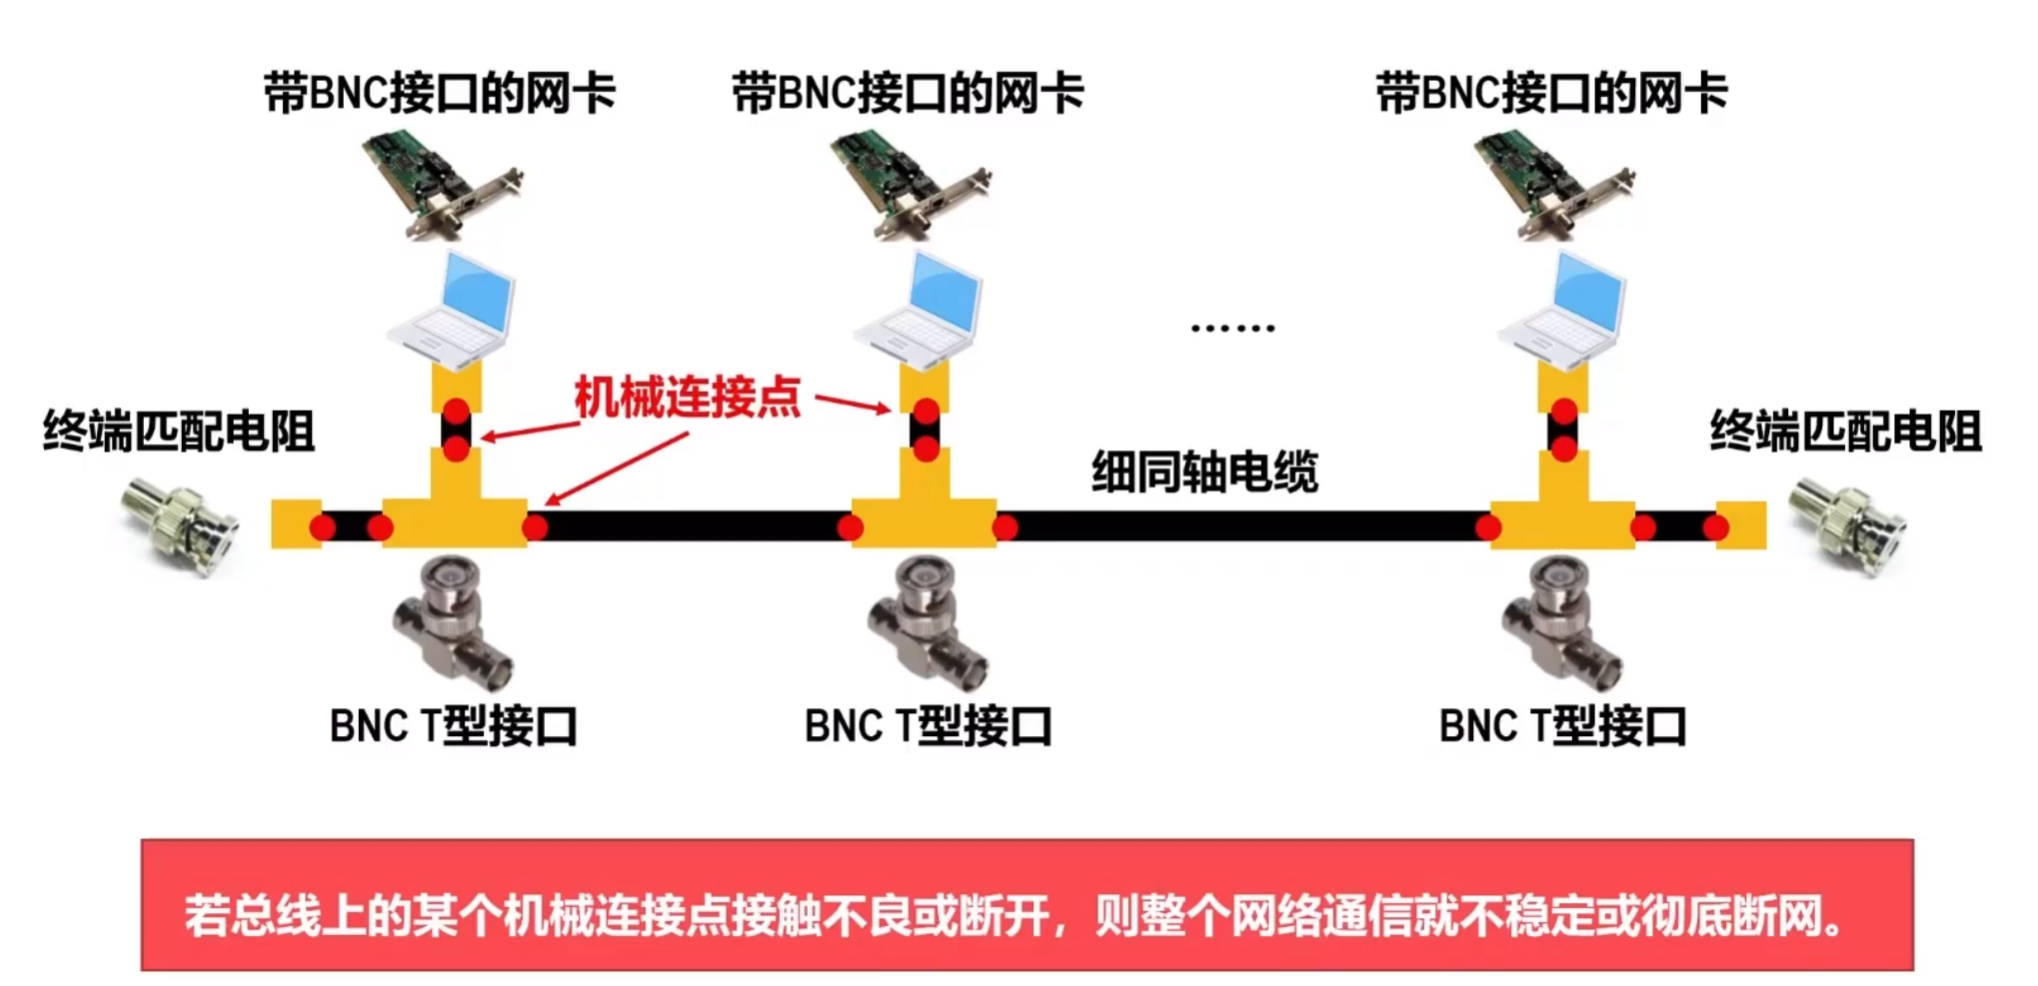 带BNC接口的网卡
带BNC接口的网卡
带BNC接口的网卡
……
机械连接点
终端匹配电阻
终端匹配电阻
细同轴电缆
BNC T型接口
BNC T型接口
BNC T型接口
若总线上的某个机械连接点接触不良或断开，则整个网络通信就不稳定或彻底断网。